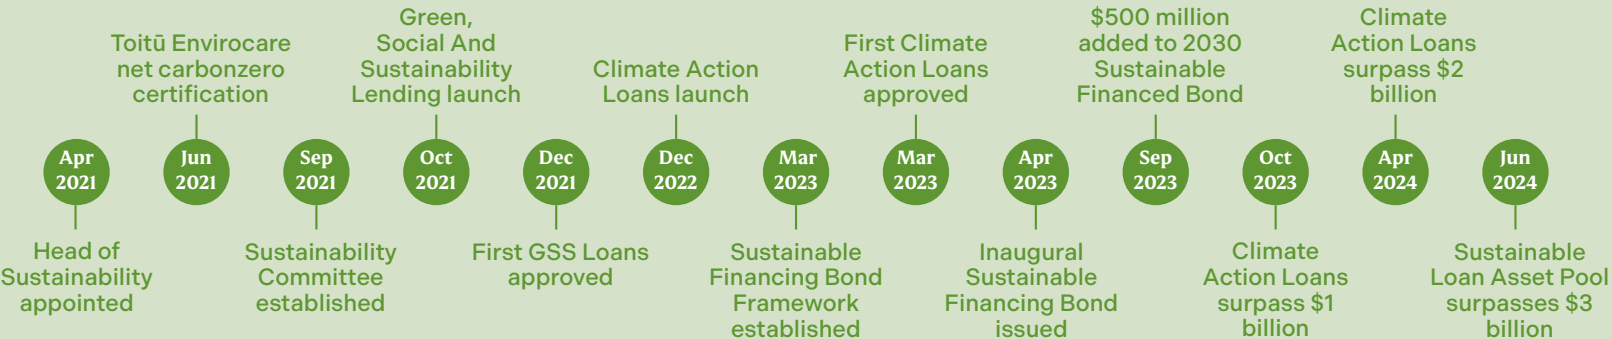 Apr
2021
Head of
Sustainability
appointed
Toitū Envirocare
net carbonzero
certification
Jun
2021
Sep
2021
Sustainability
Committee
established
Green,
Social And
Sustainability
Lending launch
Oct
2021
Dec
2021
First GSS Loans
approved
Climate Action
Loans launch
Dec
2022
Mar
2023
Sustainable
Financing Bond
Framework
established
First Climate
Action Loans
approved
Mar
2023
Apr
2023
Inaugural
Sustainable
Financing Bond
issued
$500 million
added to 2030
Sustainable
Financed Bond
Sep
2023
Oct
2023
Climate
Action Loans
surpass $1
billion
Climate
Action Loans
surpass $2
billion
Apr
2024
Jun
2024
Sustainable
Loan Asset Pool
surpasses $3
billion